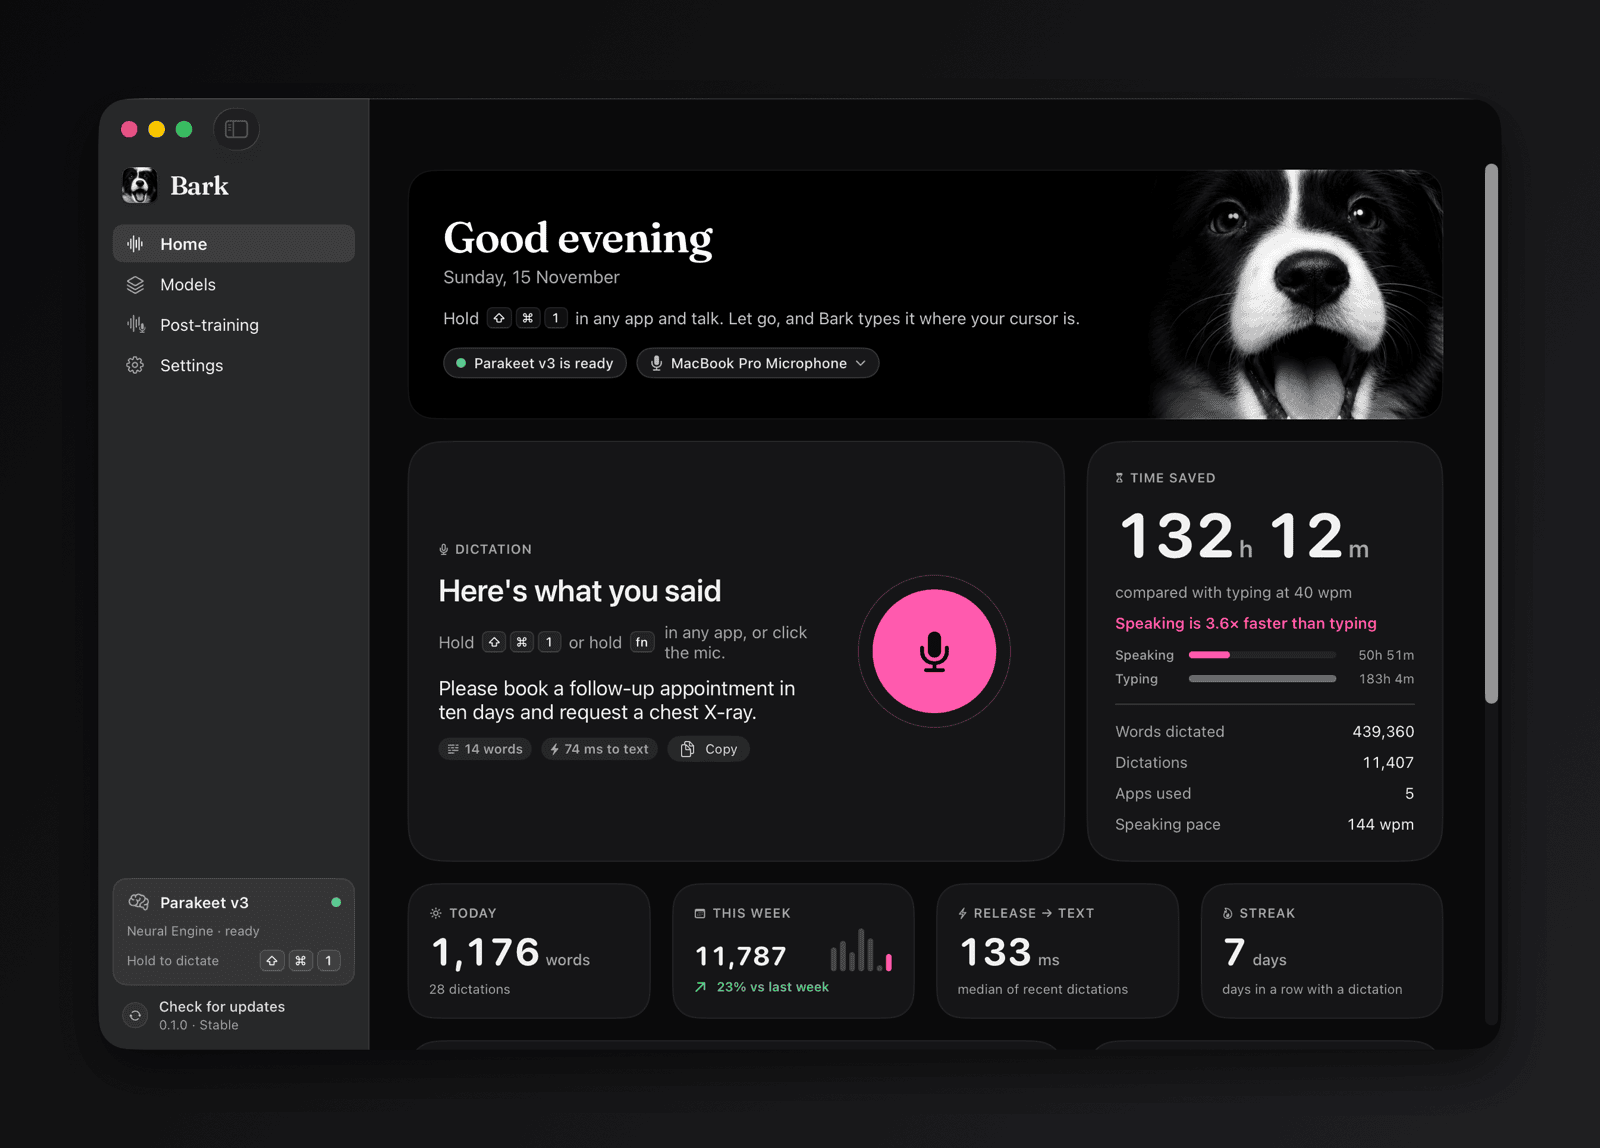 Bark
Home
Models
Post-training
Settings
Parakeet v3
Neural Engine · ready
Hold to dictate ⇧ ⌘ 1
Check for updates
0.1.0 · Stable
Good evening
Sunday, 15 November
Hold ⇧ ⌘ 1 in any app and talk. Let go, and Bark types it where your cursor is.
Parakeet v3 is ready
MacBook Pro Microphone
DICTATION
Here's what you said
Hold ⇧ ⌘ 1 or hold fn in any app, or click
the mic.
Please book a follow-up appointment in
ten days and request a chest X-ray.
14 words
74 ms to text
Copy
TIME SAVED
132h 12m
compared with typing at 40 wpm
Speaking is 3.6× faster than typing
Speaking 50h 51m
Typing 183h 4m
Words dictated 439,360
Dictations 11,407
Apps used 5
Speaking pace 144 wpm
TODAY
1,176 words
28 dictations
THIS WEEK
11,787
23% vs last week
RELEASE → TEXT
133 ms
median of recent dictations
STREAK
7 days
days in a row with a dictation